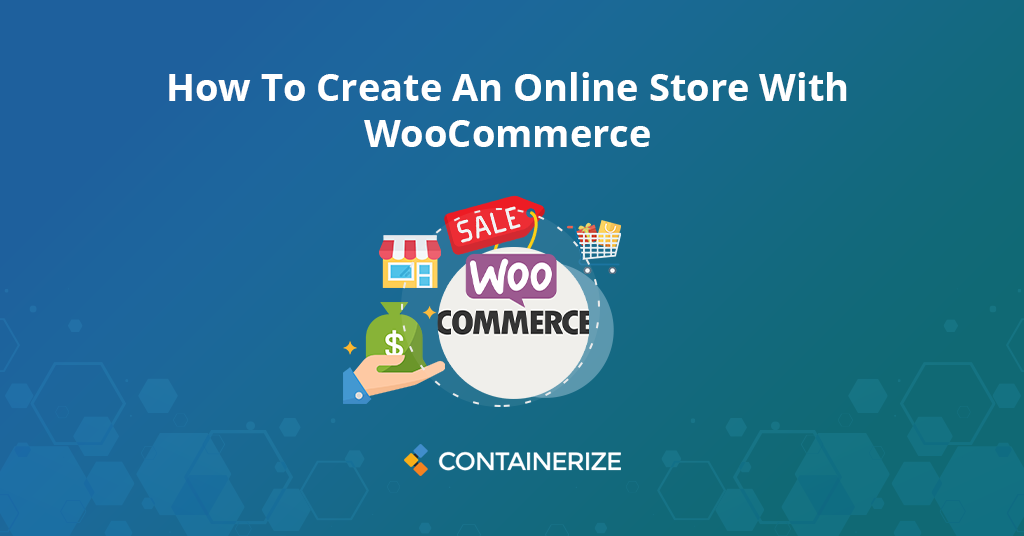 How To Create An Online Store With
WooCommerce
SALE
WOO
COMMERCE
$
CONTAINERIZE